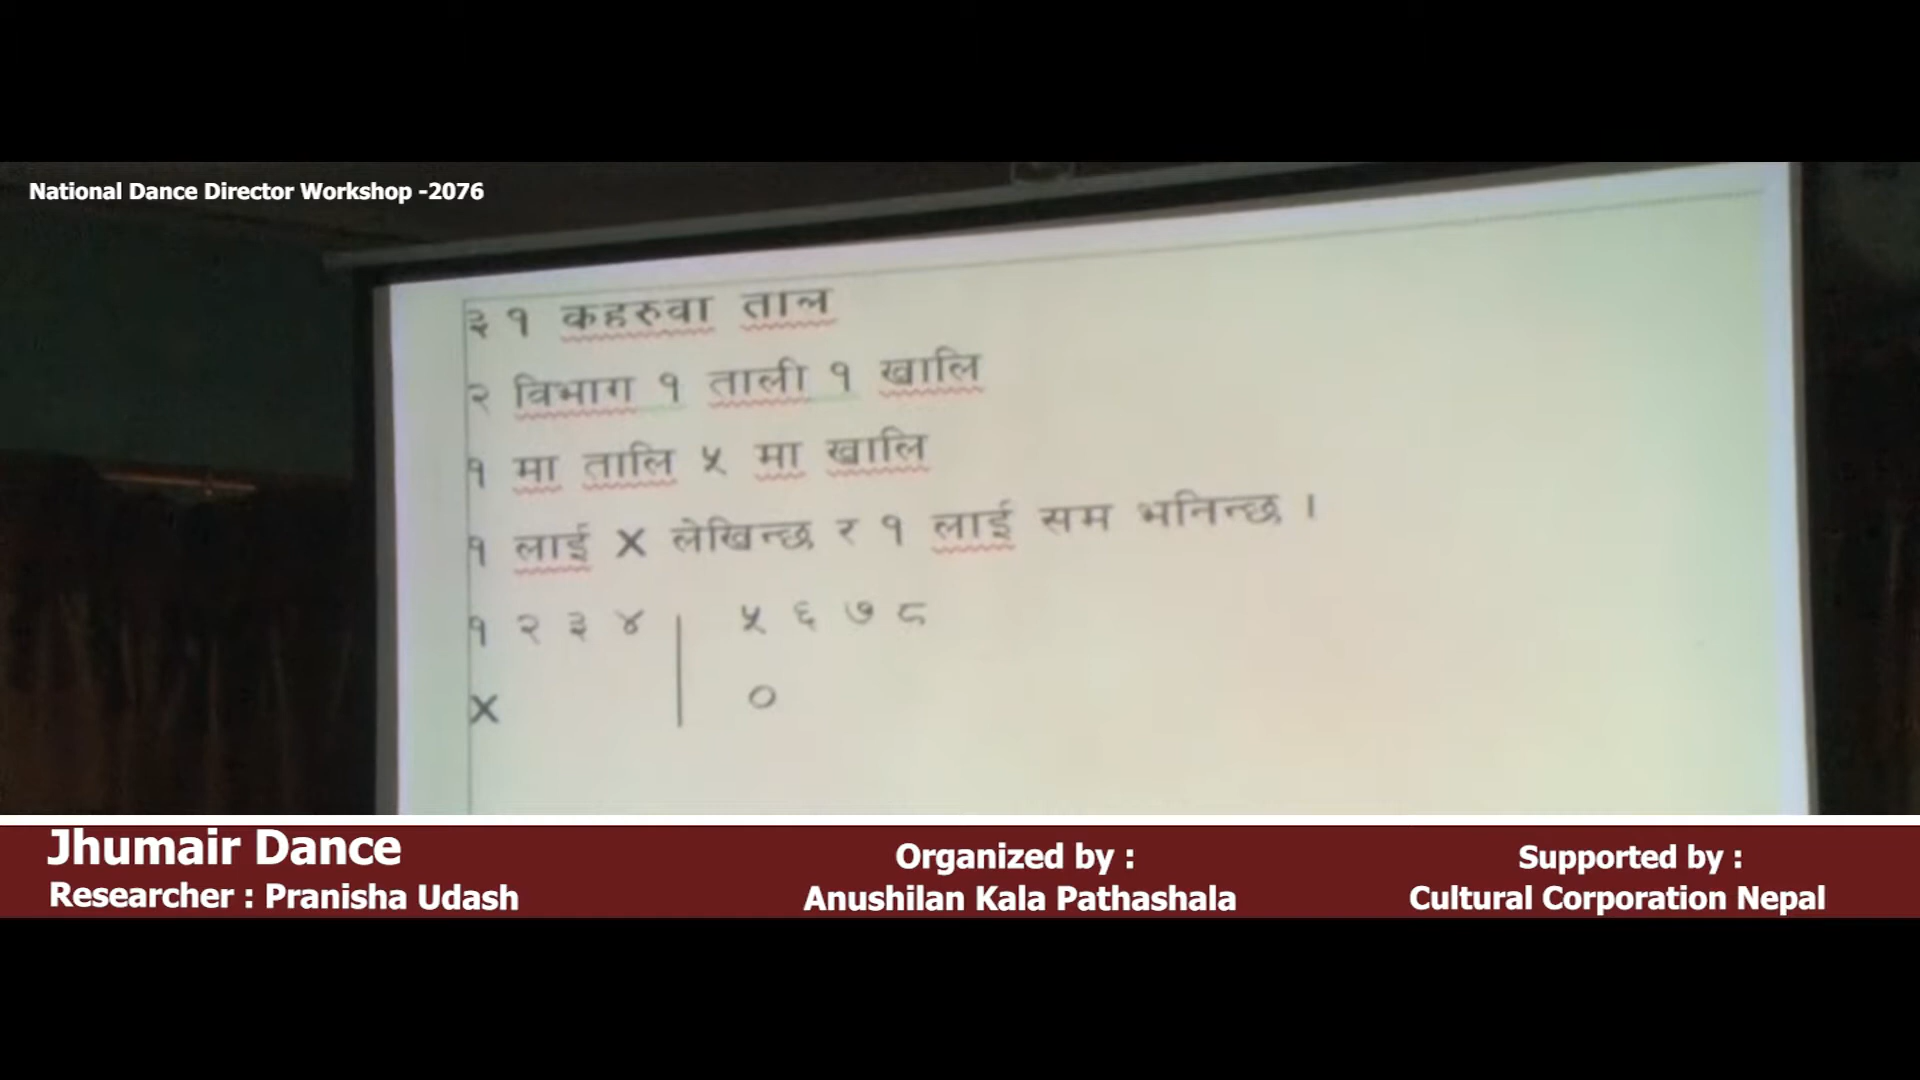 National Dance Director Workshop -2076
३ १ कहरुवा ताल
२ विभाग १ ताली १ खालि
१ मा तालि ५ मा खालि
१ लाई X लेखिन्छ र १ लाई सम भनिन्छ ।
१ २ ३ ४ | ५ ६ ७ ८
X ०
Jhumair Dance
Researcher : Pranisha Udash
Organized by :
Anushilan Kala Pathashala
Supported by :
Cultural Corporation Nepal